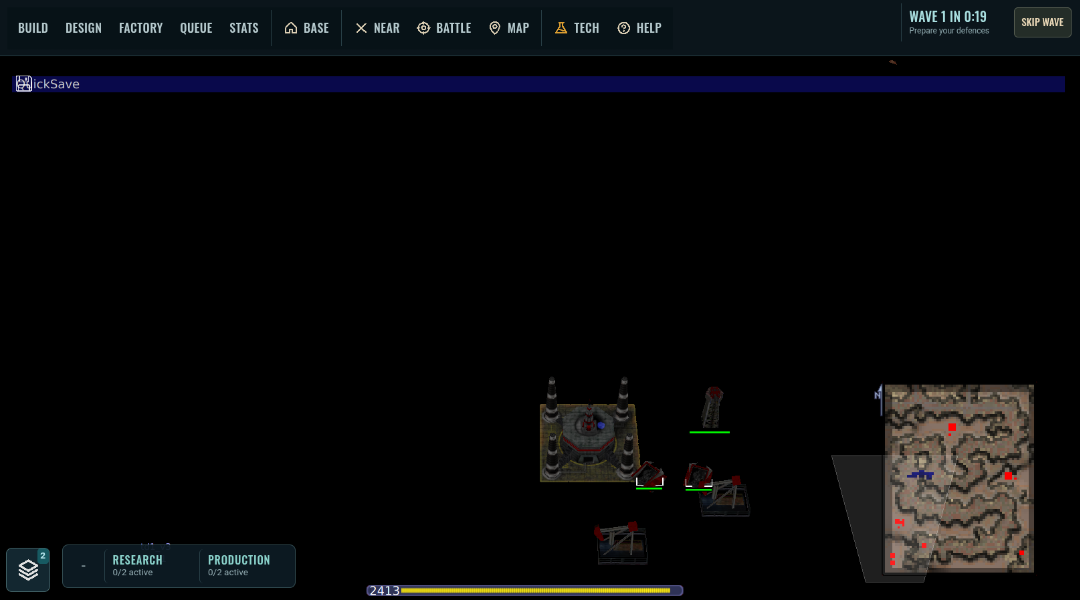 BUILD DESIGN FACTORY QUEUE STATS BASE NEAR BATTLE MAP TECH HELP
WAVE 1 IN 0:19
Prepare your defences
SKIP WAVE
ickSave
N
2
-
RESEARCH
0/2 active
PRODUCTION
0/2 active
2413